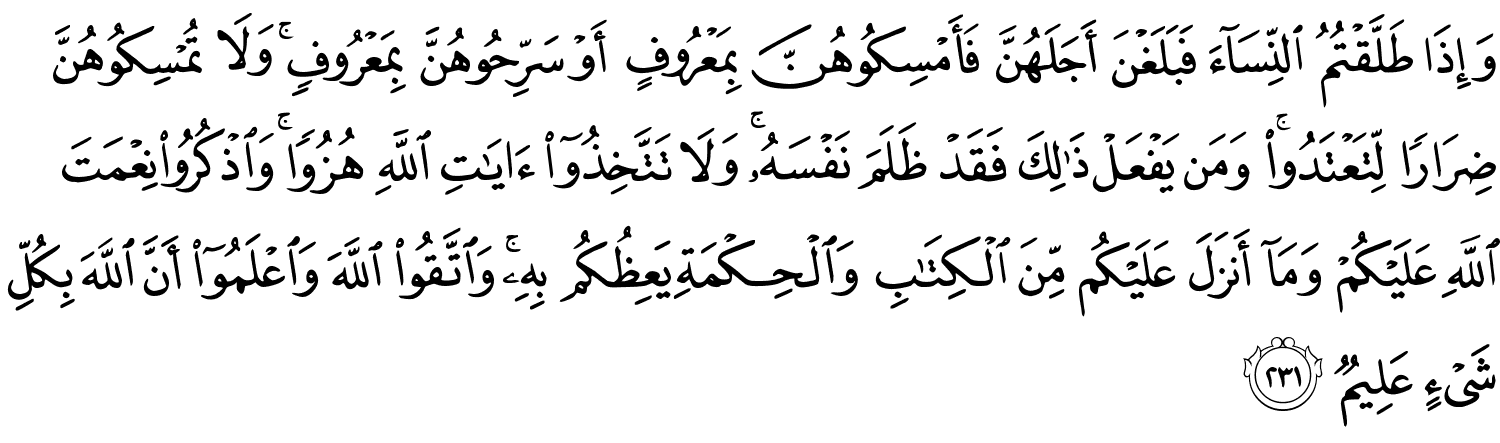 وَإِذَا طَلَّقْتُمُ ٱلنِّسَآءَ فَبَلَغْنَ أَجَلَهُنَّ فَأَمْسِكُوهُنَّ بِمَعْرُوفٍ أَوْ سَرِّحُوهُنَّ بِمَعْرُوفٍ ۚ وَلَا تُمْسِكُوهُنَّ
ضِرَارًا لِّتَعْتَدُوا۟ ۚ وَمَن يَفْعَلْ ذَٰلِكَ فَقَدْ ظَلَمَ نَفْسَهُۥ ۚ وَلَا تَتَّخِذُوٓا۟ ءَايَـٰتِ ٱللَّهِ هُزُوًا ۚ وَٱذْكُرُوا۟ نِعْمَتَ
ٱللَّهِ عَلَيْكُمْ وَمَآ أَنزَلَ عَلَيْكُم مِّنَ ٱلْكِتَـٰبِ وَٱلْحِكْمَةِ يَعِظُكُم بِهِۦ ۚ وَٱتَّقُوا۟ ٱللَّهَ وَٱعْلَمُوٓا۟ أَنَّ ٱللَّهَ بِكُلِّ
شَىْءٍ عَلِيمٌ ٢٣١